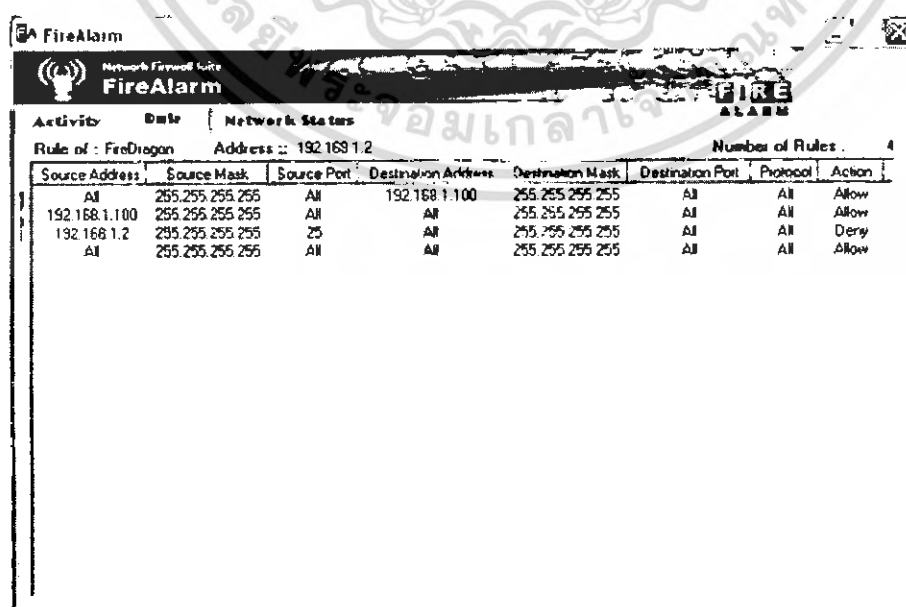 FireAlarm
Network Firewall Suite
FireAlarm
FIRE
ALARM
Activity Rule Network Status
Rule of : FireDragon Address :: 192.168.1.2 Number of Rules : 4
Source Address Source Mask Source Port Destination Address Destination Mask Destination Port Protocol Action
All 255.255.255.255 All 192.168.1.100 255.255.255.255 All All Allow
192.168.1.100 255.255.255.255 All All 255.255.255.255 All All Allow
192.168.1.2 255.255.255.255 25 All 255.255.255.255 All All Deny
All 255.255.255.255 All All 255.255.255.255 All All Allow